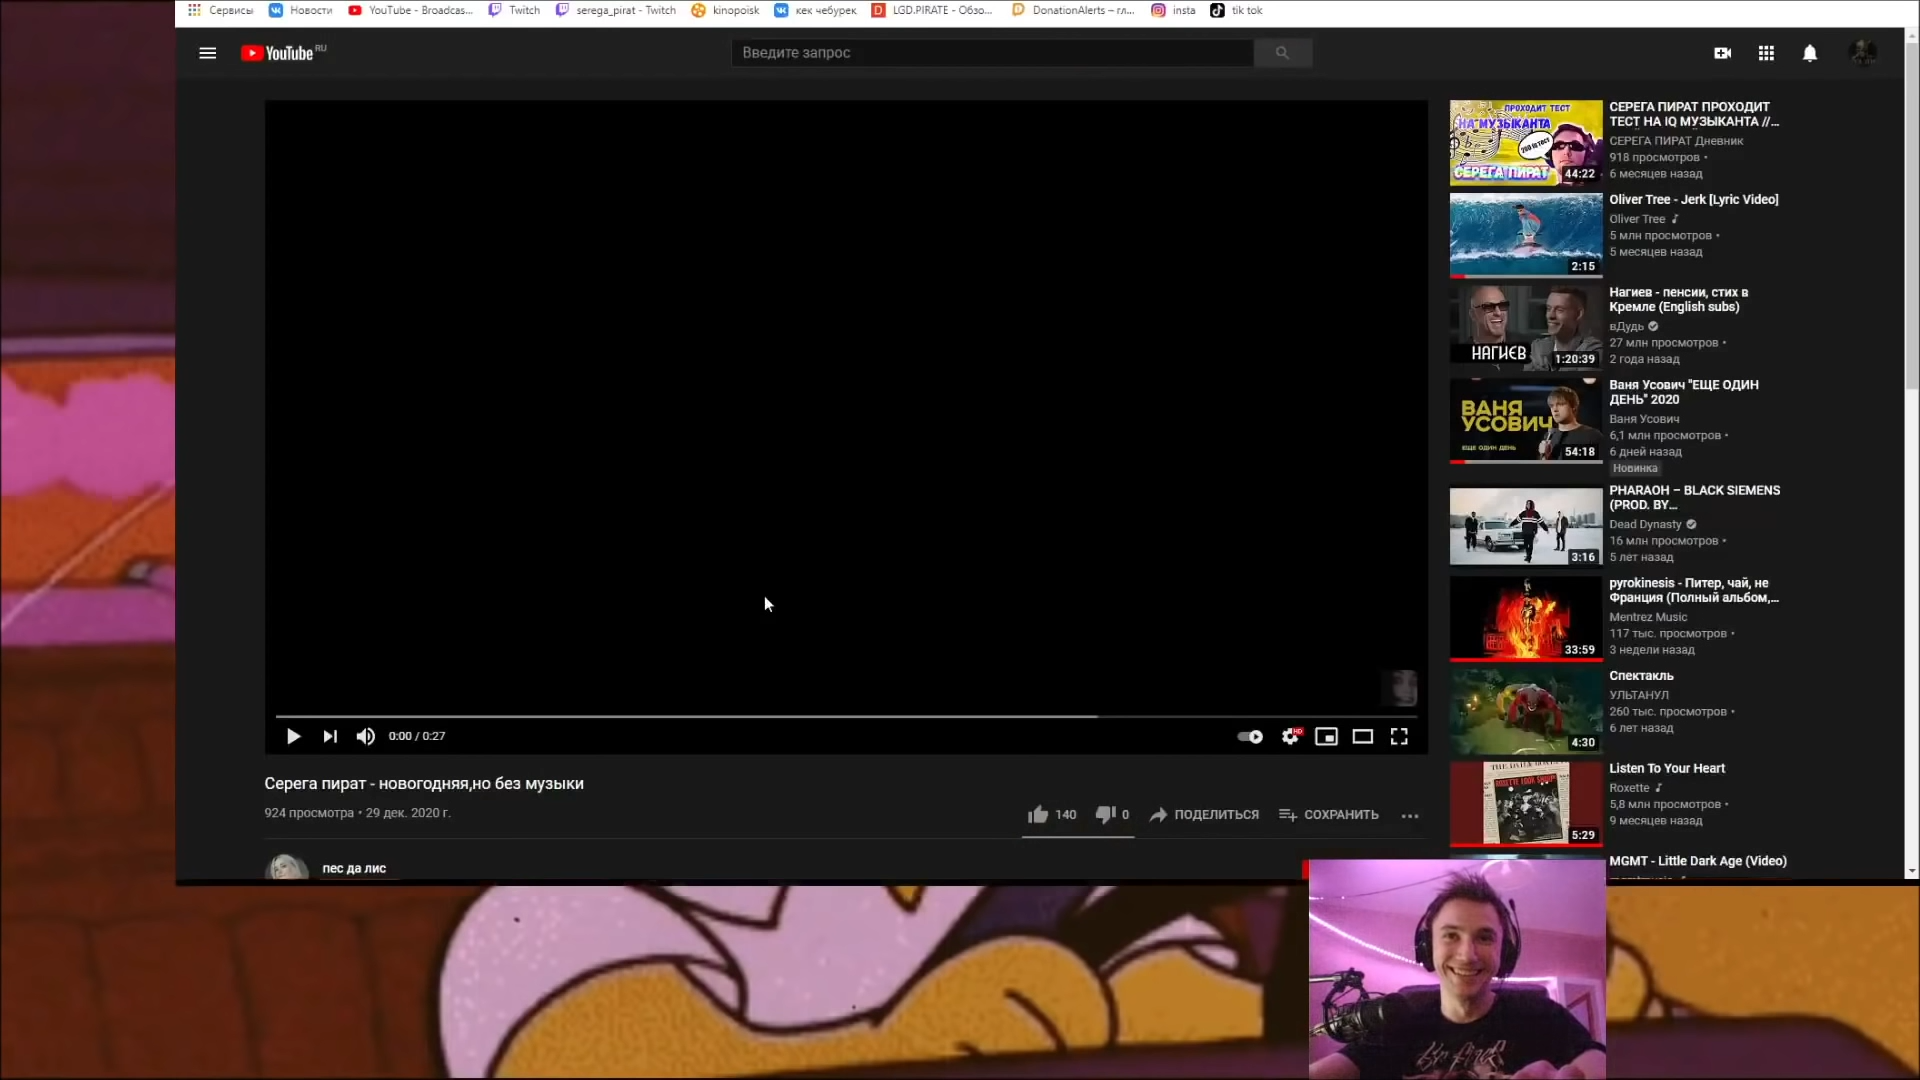 Сервисы Новости YouTube - Broadcas... Twitch serega_pirat - Twitch kinopoisk кек чебурек LGD.PIRATE - Обзо... DonationAlerts – гл... insta tik tok
YouTube RU
Введите запрос
ПРОХОДИТ ТЕСТ
НА МУЗЫКАНТА
СЕРЕГА ПИРАТ
44:22
СЕРЕГА ПИРАТ ПРОХОДИТ
ТЕСТ НА IQ МУЗЫКАНТА //...
СЕРЕГА ПИРАТ Дневник
918 просмотров •
6 месяцев назад
2:15
Oliver Tree - Jerk [Lyric Video]
Oliver Tree
5 млн просмотров •
5 месяцев назад
НАГИЕВ
1:20:39
Нагиев - пенсии, стих в
Кремле (English subs)
вДудь
27 млн просмотров •
2 года назад
ВАНЯ
УСОВИЧ
ЕЩЕ ОДИН ДЕНЬ
54:18
Ваня Усович "ЕЩЕ ОДИН
ДЕНЬ" 2020
Ваня Усович
6,1 млн просмотров •
6 дней назад
Новинка
3:16
PHARAOH – BLACK SIEMENS
(PROD. BY...
Dead Dynasty
16 млн просмотров •
5 лет назад
33:59
pyrokinesis - Питер, чай, не
Франция (Полный альбом,...
Mentrez Music
117 тыс. просмотров •
3 недели назад
4:30
Спектакль
УЛЬТАНУЛ
260 тыс. просмотров •
6 лет назад
5:29
Listen To Your Heart
Roxette
5,8 млн просмотров •
9 месяцев назад
MGMT - Little Dark Age (Video)
0:00 / 0:27
HD
Серега пират - новогодняя,но без музыки
924 просмотра • 29 дек. 2020 г.
140 0 ПОДЕЛИТЬСЯ СОХРАНИТЬ
пес да лис